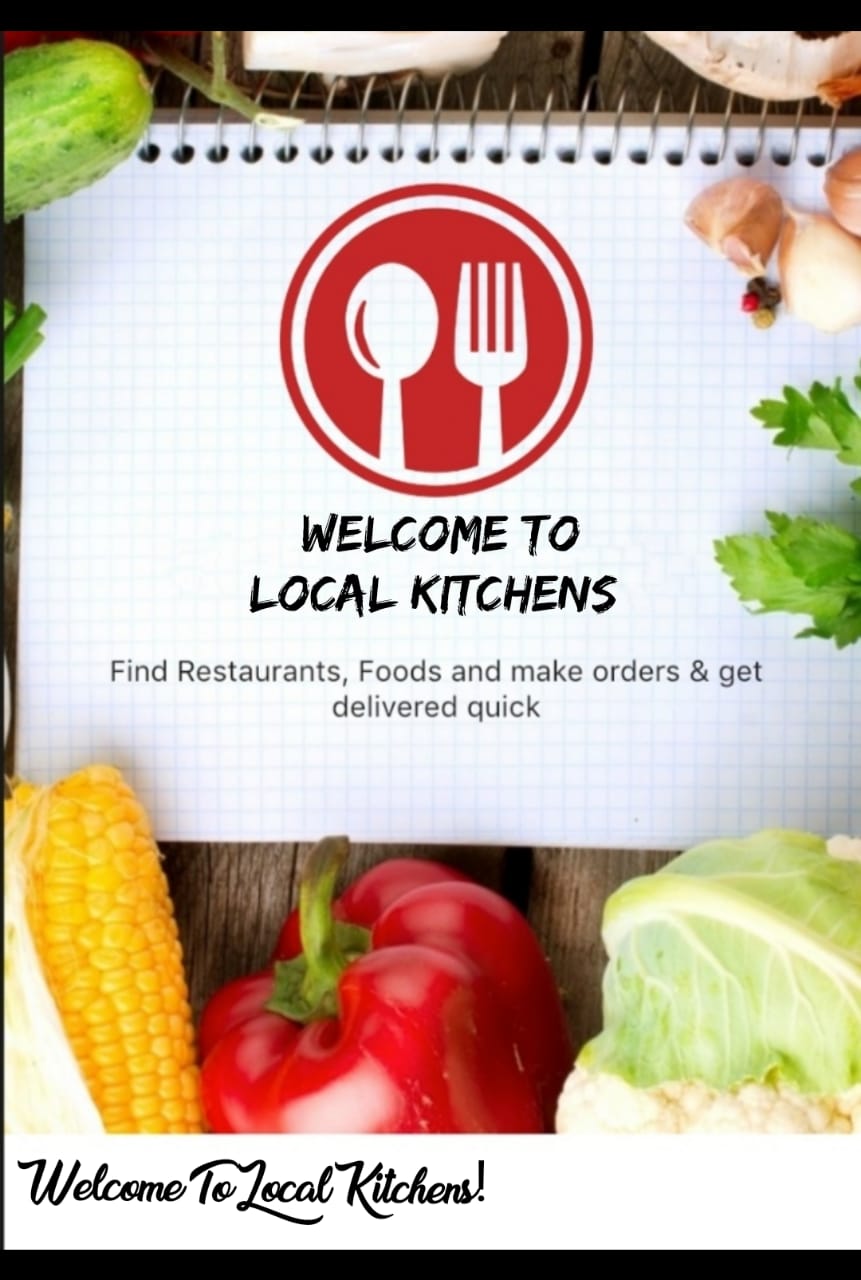 WELCOME TO
LOCAL KITCHENS
Find Restaurants, Foods and make orders & get
delivered quick
Welcome To Local Kitchens!